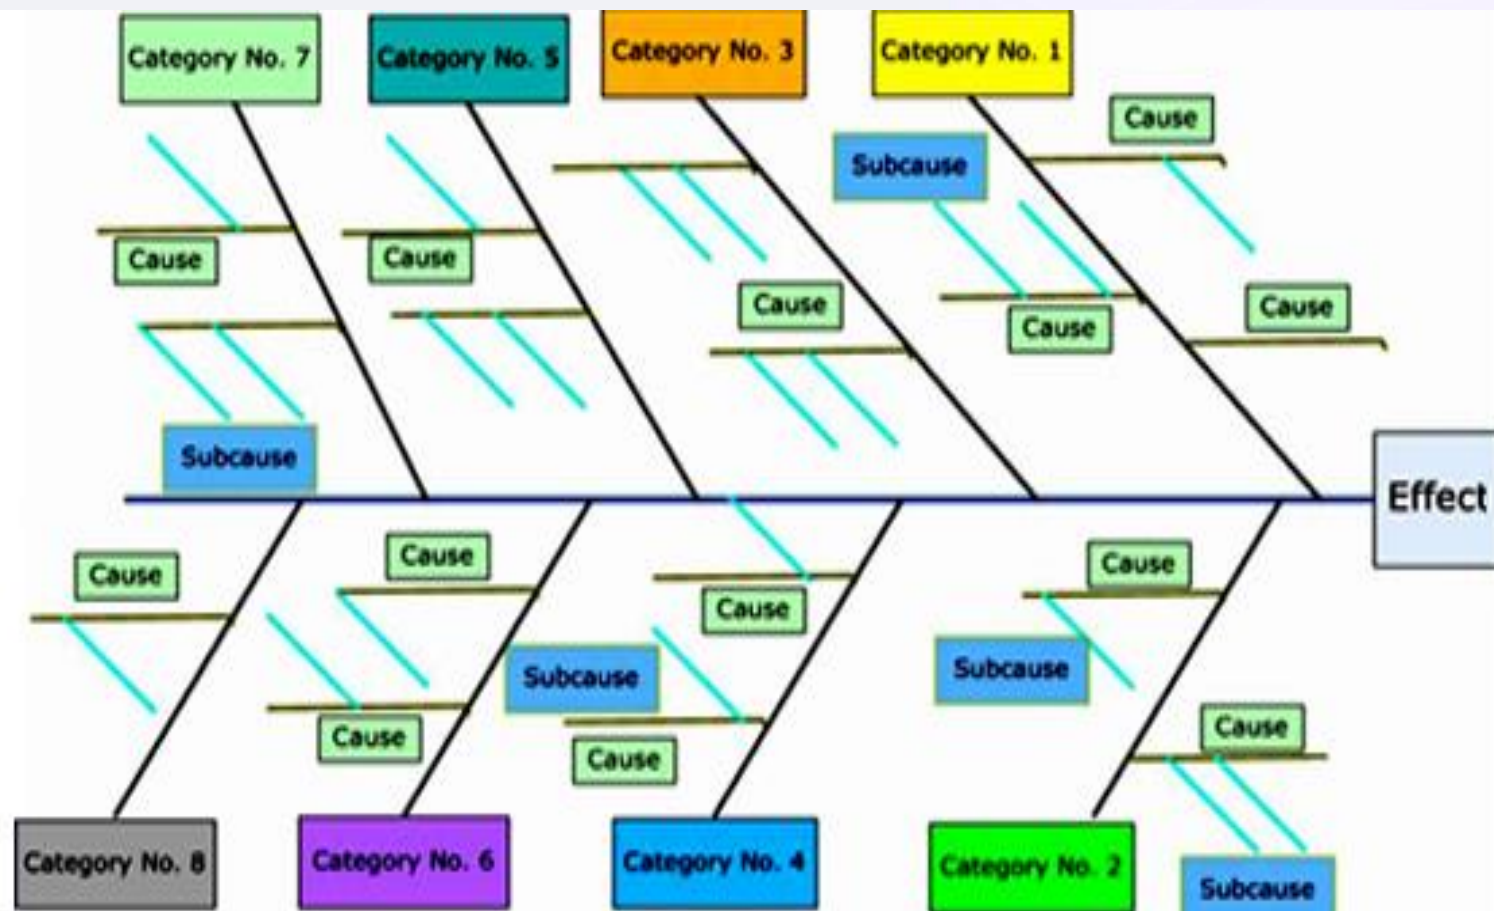 Category No. 7
Category No. 5
Category No. 3
Category No. 1
Cause
Subcause
Cause
Cause
Cause
Cause
Cause
Subcause
Effect
Cause
Cause
Cause
Cause
Subcause
Subcause
Cause
Cause
Cause
Category No. 8
Category No. 6
Category No. 4
Category No. 2
Subcause